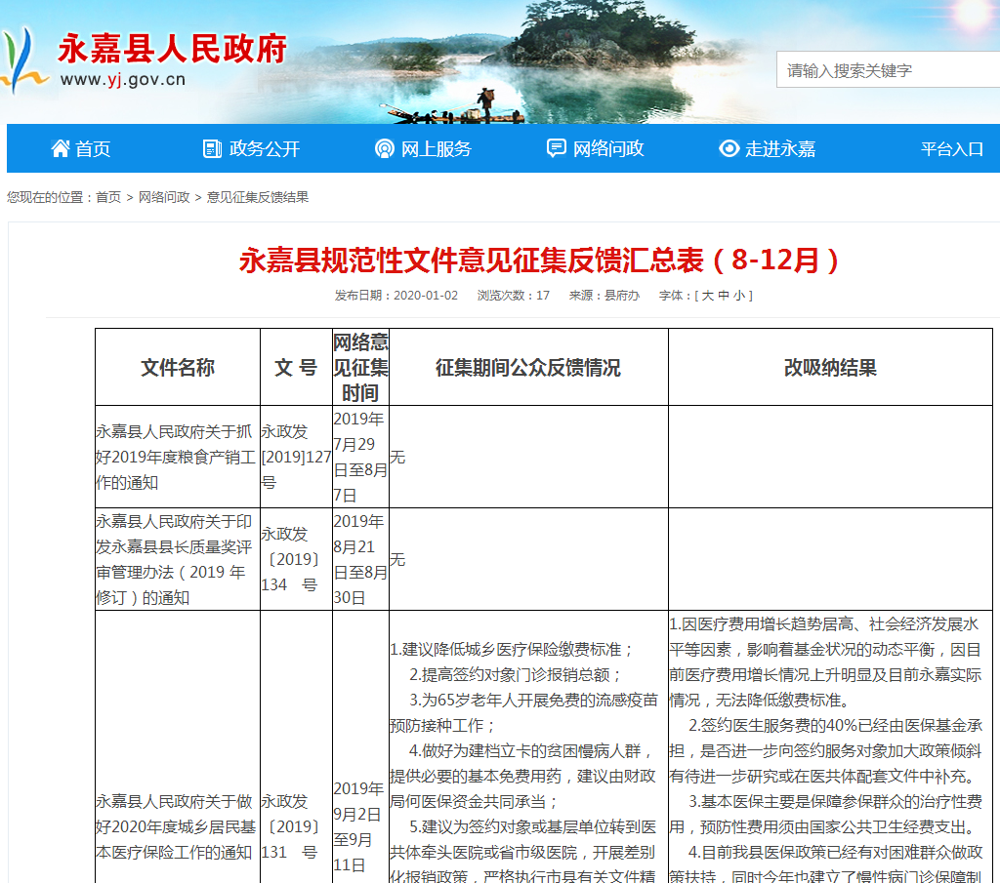 永嘉县人民政府
www.yj.gov.cn
请输入搜索关键字
首页 政务公开 网上服务 网络问政 走进永嘉 平台入口
您现在的位置：首页 > 网络问政 > 意见征集反馈结果
永嘉县规范性文件意见征集反馈汇总表（8-12月）
发布日期：2020-01-02 浏览次数：17 来源：县府办 字体：[ 大 中 小 ]
文件名称
文 号
网络意
见征集
时间
征集期间公众反馈情况
改吸纳结果
永嘉县人民政府关于抓
好2019年度粮食产销工
作的通知
永政发
[2019]127
号
2019年
7月29
日至8月
7日
无
永嘉县人民政府关于印
发永嘉县县长质量奖评
审管理办法（2019 年
修订）的通知
永政发
〔2019〕
134 号
2019年
8月21
日至8月
30日
无
永嘉县人民政府关于做
好2020年度城乡居民基
本医疗保险工作的通知
永政发
〔2019〕
131 号
2019年
9月2日
至9月
11日
1.建议降低城乡医疗保险缴费标准；
2.提高签约对象门诊报销总额；
3.为65岁老年人开展免费的流感疫苗
预防接种工作；
4.做好为建档立卡的贫困慢病人群，
提供必要的基本免费用药，建议由财政
局何医保资金共同承当；
5.建议为签约对象或基层单位转到医
共体牵头医院或省市级医院，开展差别
化报销政策，严格执行市县有关文件精
1.因医疗费用增长趋势居高、社会经济发展水
平等因素，影响着基金状况的动态平衡，因目
前医疗费用增长情况上升明显及目前永嘉实际
情况，无法降低缴费标准。
2.签约医生服务费的40%已经由医保基金承
担，是否进一步向签约服务对象加大政策倾斜
有待进一步研究或在医共体配套文件中补充。
3.基本医保主要是保障参保群众的治疗性费
用，预防性费用须由国家公共卫生经费支出。
4.目前我县医保政策已经有对困难群众做政
策扶持，同时今年也建立了慢性病门诊保障制